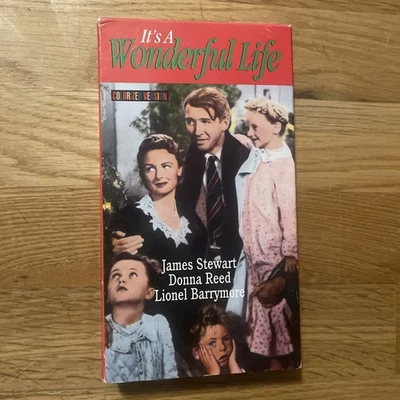 It's A
Wonderful Life
COLORIZED VERSION
James Stewart
Donna Reed
Lionel Barrymore